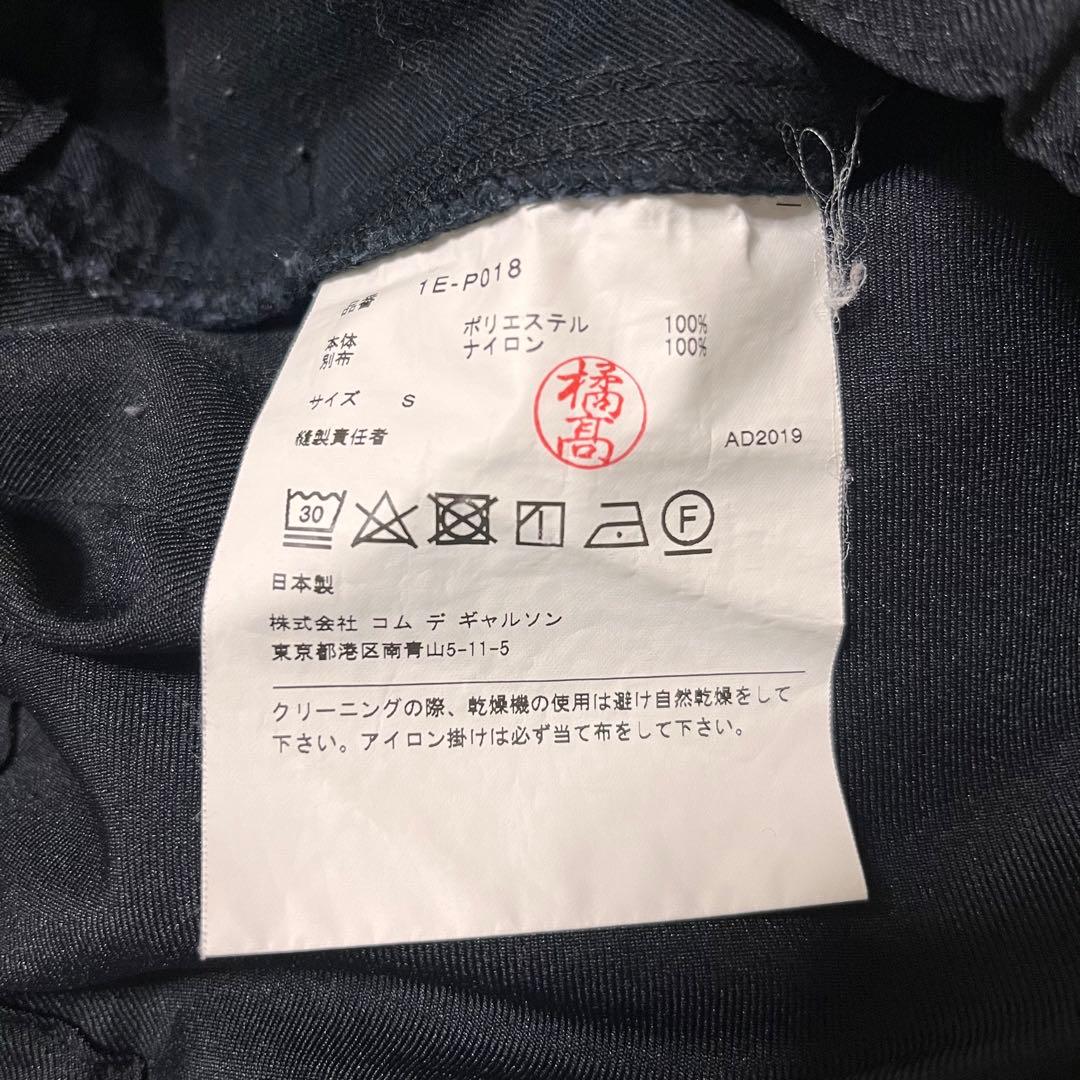 品番 1E-P018
本体 ポリエステル 100%
別布 ナイロン 100%
サイズ S
橘髙
縫製責任者 AD2019
30 F
日本製
株式会社 コム デ ギャルソン
東京都港区南青山5-11-5
クリーニングの際、乾燥機の使用は避け自然乾燥をして
下さい。アイロン掛けは必ず当て布をして下さい。